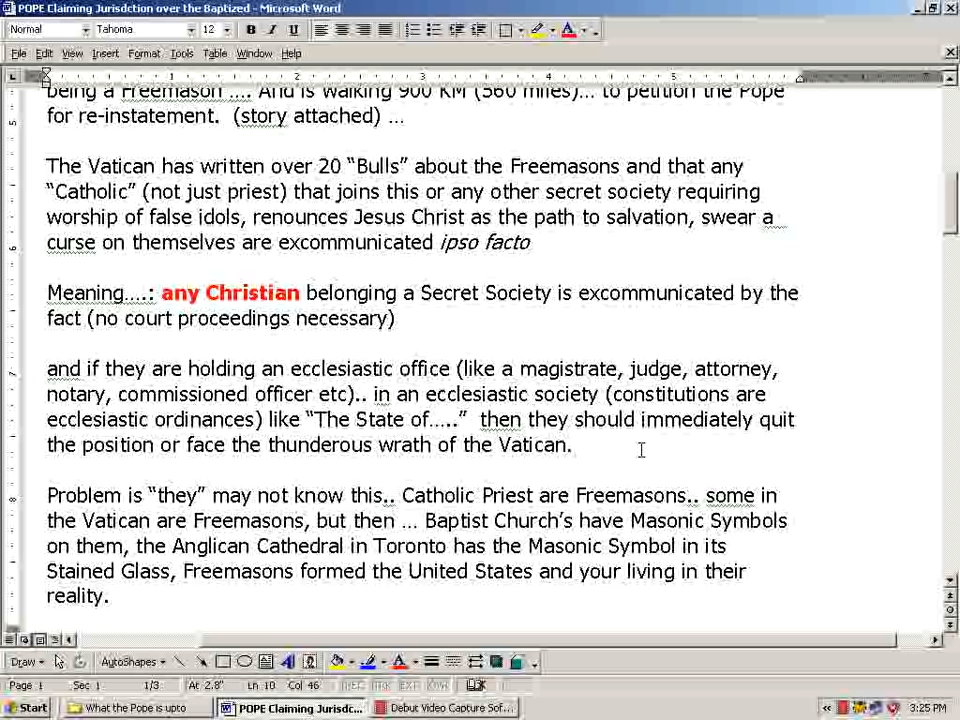 POPE Claiming Jurisdction over the Baptized - Microsoft Word
Normal Tahoma 12 B I U
File Edit View Insert Format Tools Table Window Help
1 2 3 4 5
being a Freemason .... And is walking 900 KM (560 miles)... to petition the Pope
for re-instatement. (story attached) ...
The Vatican has written over 20 “Bulls” about the Freemasons and that any
“Catholic” (not just priest) that joins this or any other secret society requiring
worship of false idols, renounces Jesus Christ as the path to salvation, swear a
curse on themselves are excommunicated ipso facto
Meaning....: any Christian belonging a Secret Society is excommunicated by the
fact (no court proceedings necessary)
and if they are holding an ecclesiastic office (like a magistrate, judge, attorney,
notary, commissioned officer etc).. in an ecclesiastic society (constitutions are
ecclesiastic ordinances) like “The State of.....” then they should immediately quit
the position or face the thunderous wrath of the Vatican.
Problem is “they” may not know this.. Catholic Priest are Freemasons.. some in
the Vatican are Freemasons, but then ... Baptist Church’s have Masonic Symbols
on them, the Anglican Cathedral in Toronto has the Masonic Symbol in its
Stained Glass, Freemasons formed the United States and your living in their
reality.
Draw AutoShapes
Page 1 Sec 1 1/3 At 2.8" Ln 10 Col 46 REC TRK EXT OVR
Start What the Pope is upto POPE Claiming Jurisdc... Debut Video Capture Sof... 3:25 PM